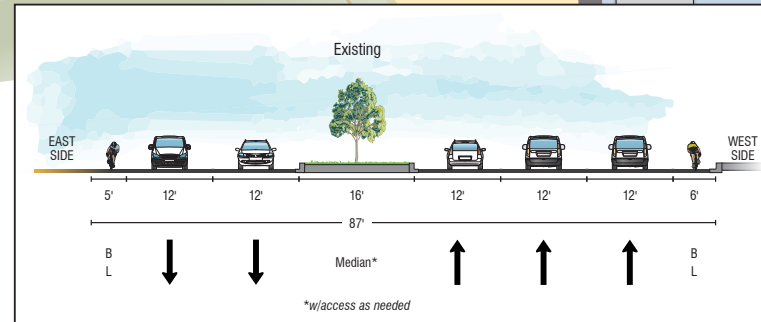 Existing
EAST
SIDE
WEST
SIDE
5' 12' 12' 16' 12' 12' 12' 6'
87'
B
L
Median*
B
L
*w/access as needed